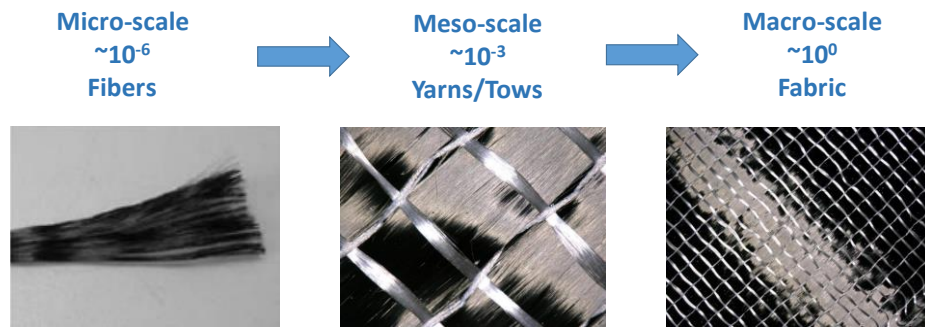 Micro-scale
~10⁻⁶
Fibers
Meso-scale
~10⁻³
Yarns/Tows
Macro-scale
~10⁰
Fabric